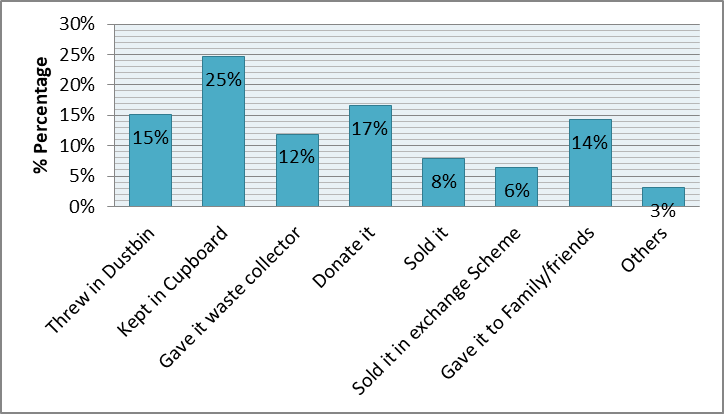 % Percentage
30%
25%
20%
15%
10%
5%
0%
15%
25%
12%
17%
8%
6%
14%
3%
Threw in Dustbin
Kept in Cupboard
Gave it waste collector
Donate it
Sold it
Sold it in exchange Scheme
Gave it to Family/friends
Others